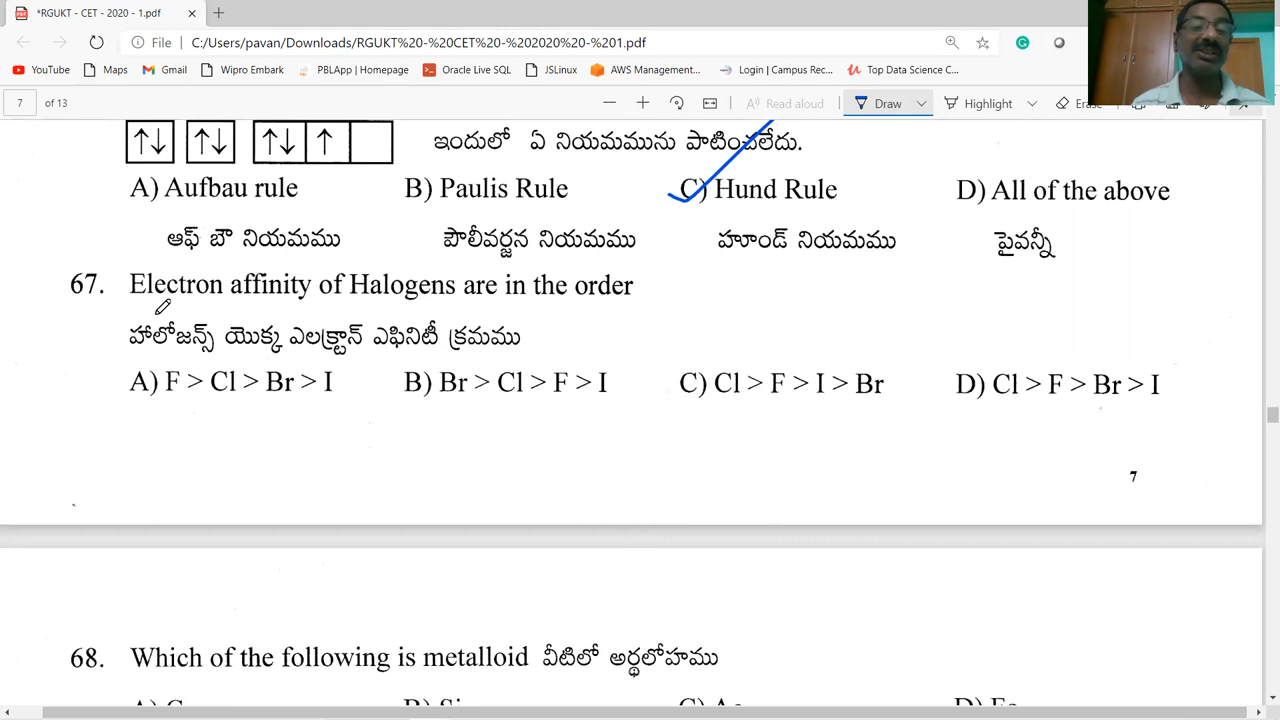 *RGUKT - CET - 2020 - 1.pdf
File C:/Users/pavan/Downloads/RGUKT%20-%20CET%20-%202020%20-%201.pdf
YouTube Maps Gmail Wipro Embark PBLApp | Homepage Oracle Live SQL JSLinux AWS Management... Login | Campus Rec... Top Data Science C...
7 of 13 Read aloud Draw Highlight Erase
ఇందులో ఏ నియమమును పాటించలేదు.
A) Aufbau rule B) Paulis Rule C) Hund Rule D) All of the above
ఆఫ్ బౌ నియమము పౌలీవర్జన నియమము హూండ్ నియమము పైవన్నీ
67. Electron affinity of Halogens are in the order
హాలోజన్స్ యొక్క ఎలక్ట్రాన్ ఎఫినిటీ క్రమము
A) F > Cl > Br > I B) Br > Cl > F > I C) Cl > F > I > Br D) Cl > F > Br > I
7
68. Which of the following is metalloid వీటిలో అర్థలోహము